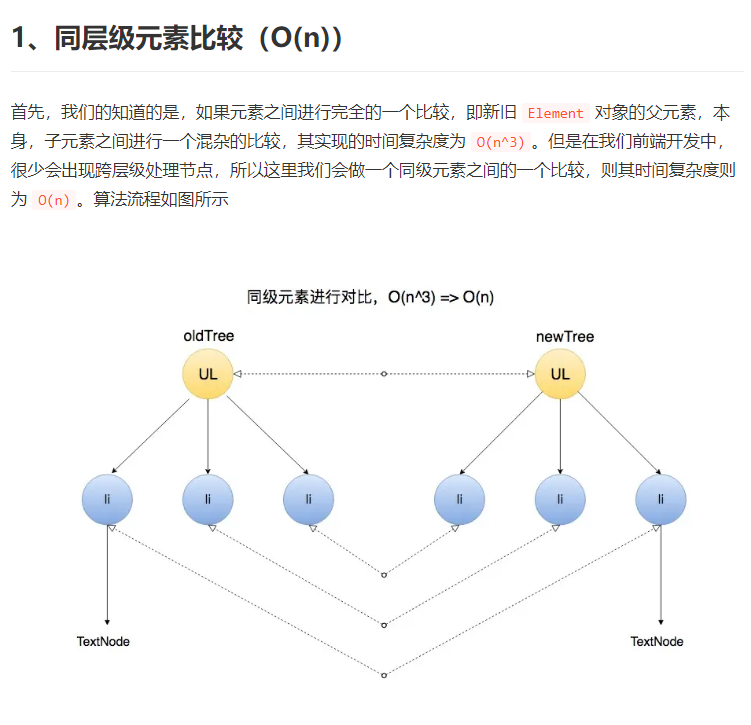 1、同层级元素比较（O(n)）
首先，我们的知道的是，如果元素之间进行完全的一个比较，即新旧 Element 对象的父元素，本
身，子元素之间进行一个混杂的比较，其实现的时间复杂度为 O(n^3) 。但是在我们前端开发中，
很少会出现跨层级处理节点，所以这里我们会做一个同级元素之间的一个比较，则其时间复杂度则
为 O(n) 。算法流程如图所示
同级元素进行对比，O(n^3) => O(n)
oldTree newTree
UL UL
li li li li li li
TextNode TextNode